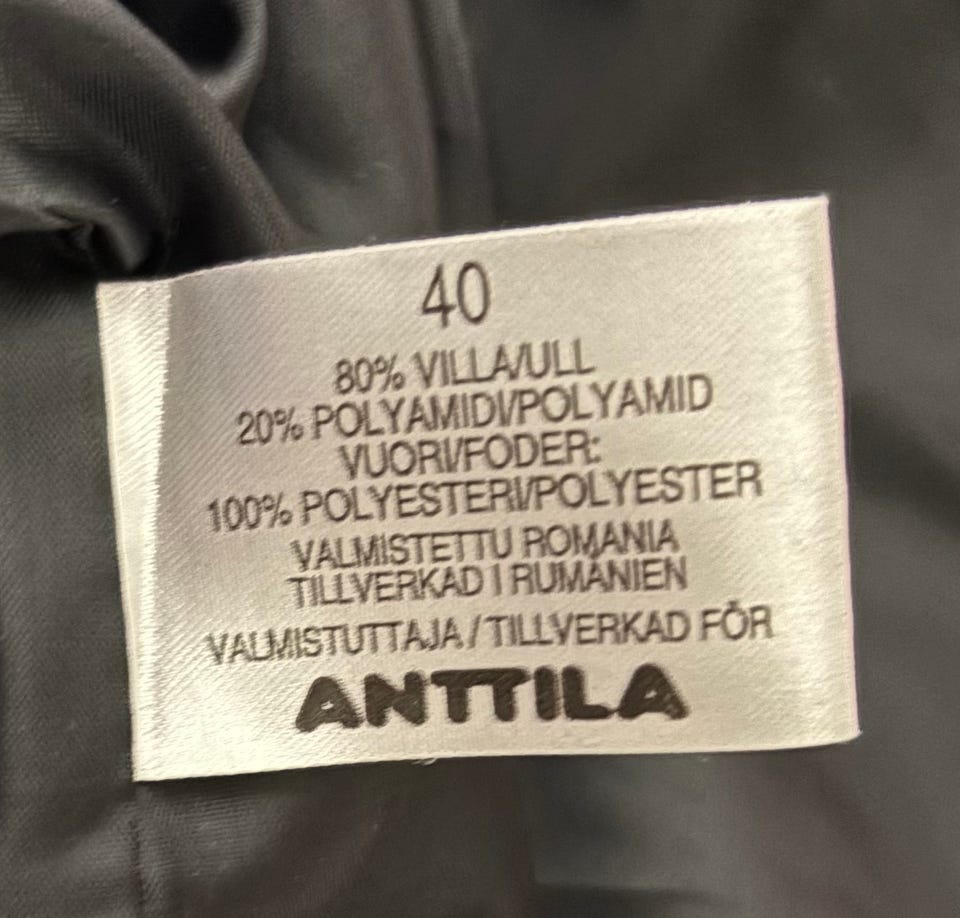 40
80% VILLA/ULL
20% POLYAMIDI/POLYAMID
VUORI/FODER:
100% POLYESTERI/POLYESTER
VALMISTETTU ROMANIA
TILLVERKAD I RUMÄNIEN
VALMISTUTTAJA / TILLVERKAD FÖR
ANTTILA